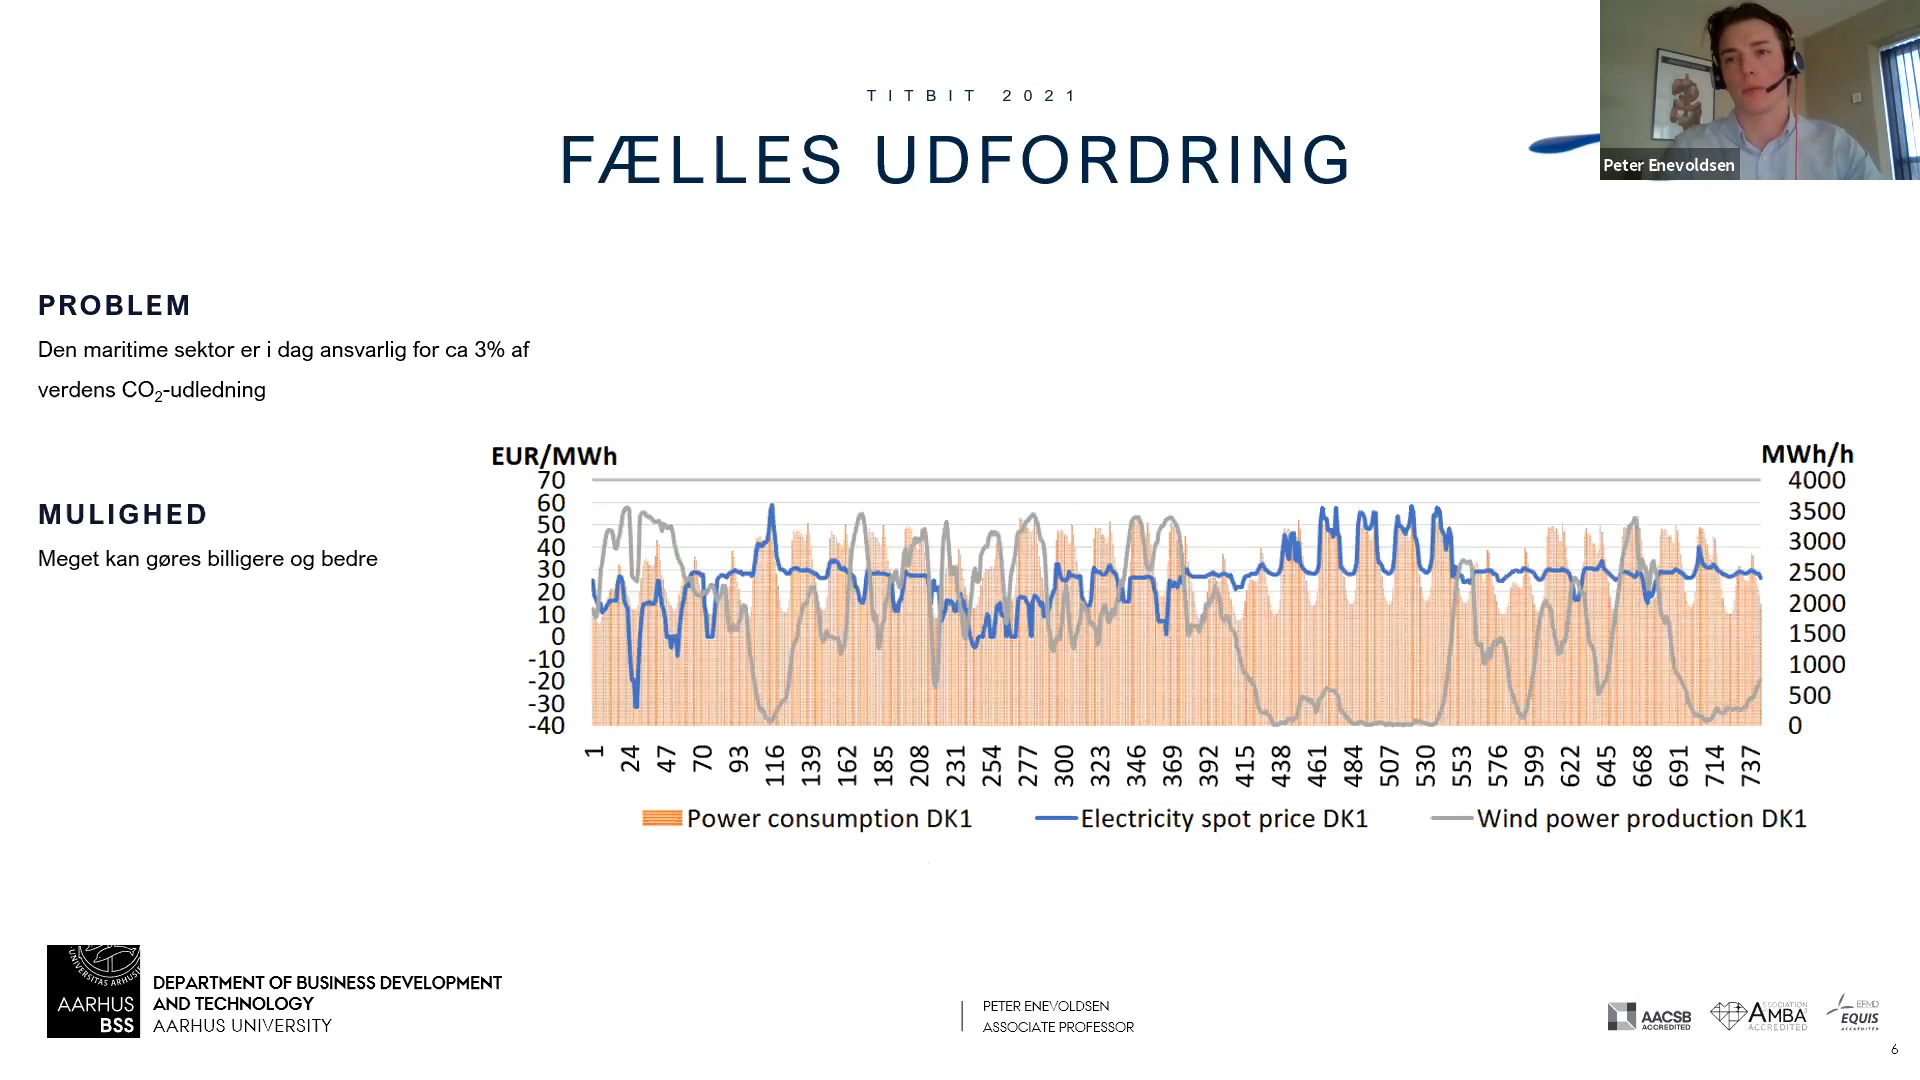 TITBIT 2021
FÆLLES UDFORDRING
Peter Enevoldsen
PROBLEM
Den maritime sektor er i dag ansvarlig for ca 3% af
verdens CO2-udledning
MULIGHED
Meget kan gøres billigere og bedre
EUR/MWh
MWh/h
70
60
50
40
30
20
10
0
-10
-20
-30
-40
4000
3500
3000
2500
2000
1500
1000
500
0
1 24 47 70 93 116 139 162 185 208 231 254 277 300 323 346 369 392 415 438 461 484 507 530 553 576 599 622 645 668 691 714 737
Power consumption DK1 Electricity spot price DK1 Wind power production DK1
AARHUS
BSS
DEPARTMENT OF BUSINESS DEVELOPMENT
AND TECHNOLOGY
AARHUS UNIVERSITY
PETER ENEVOLDSEN
ASSOCIATE PROFESSOR
AACSB
ACCREDITED
ASSOCIATION
AMBA
ACCREDITED
EFMD
EQUIS
ACCREDITED
6